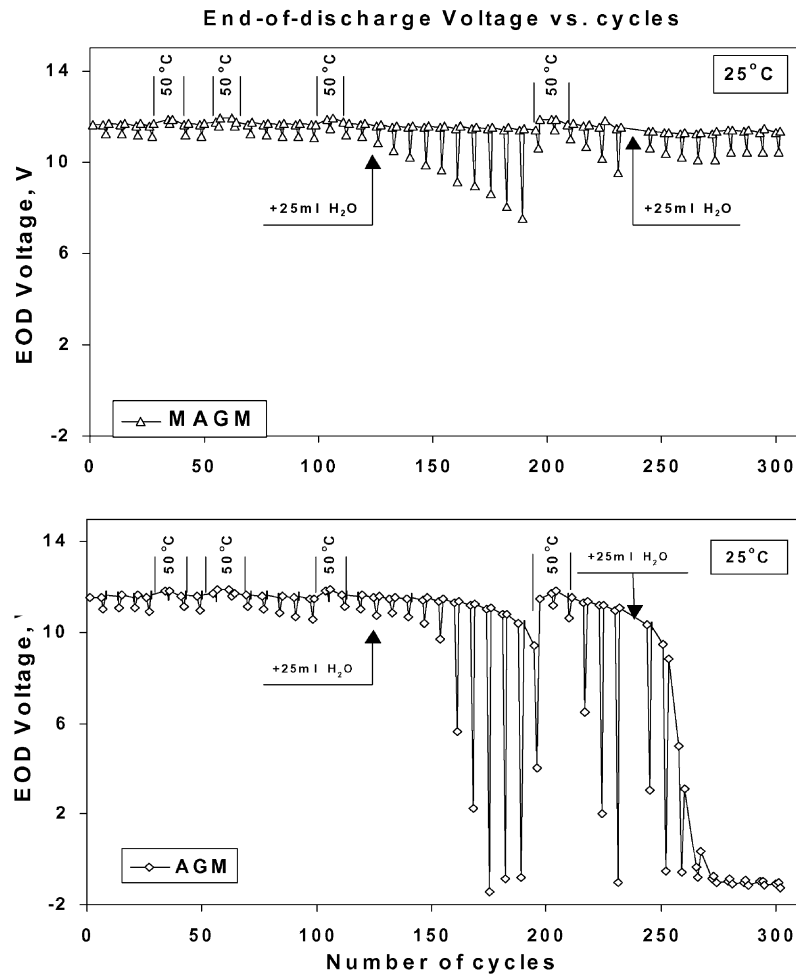 End-of-discharge Voltage vs. cycles
14
10
6
2
-2
EOD Voltage, V
50°C
50°C
50°C
50°C
25°C
+25ml H₂O
+25ml H₂O
MAGM
0 50 100 150 200 250 300
14
10
6
2
-2
EOD Voltage,
50°C
50°C
50°C
50°C
+25ml H₂O
25°C
+25ml H₂O
AGM
0 50 100 150 200 250 300
Number of cycles